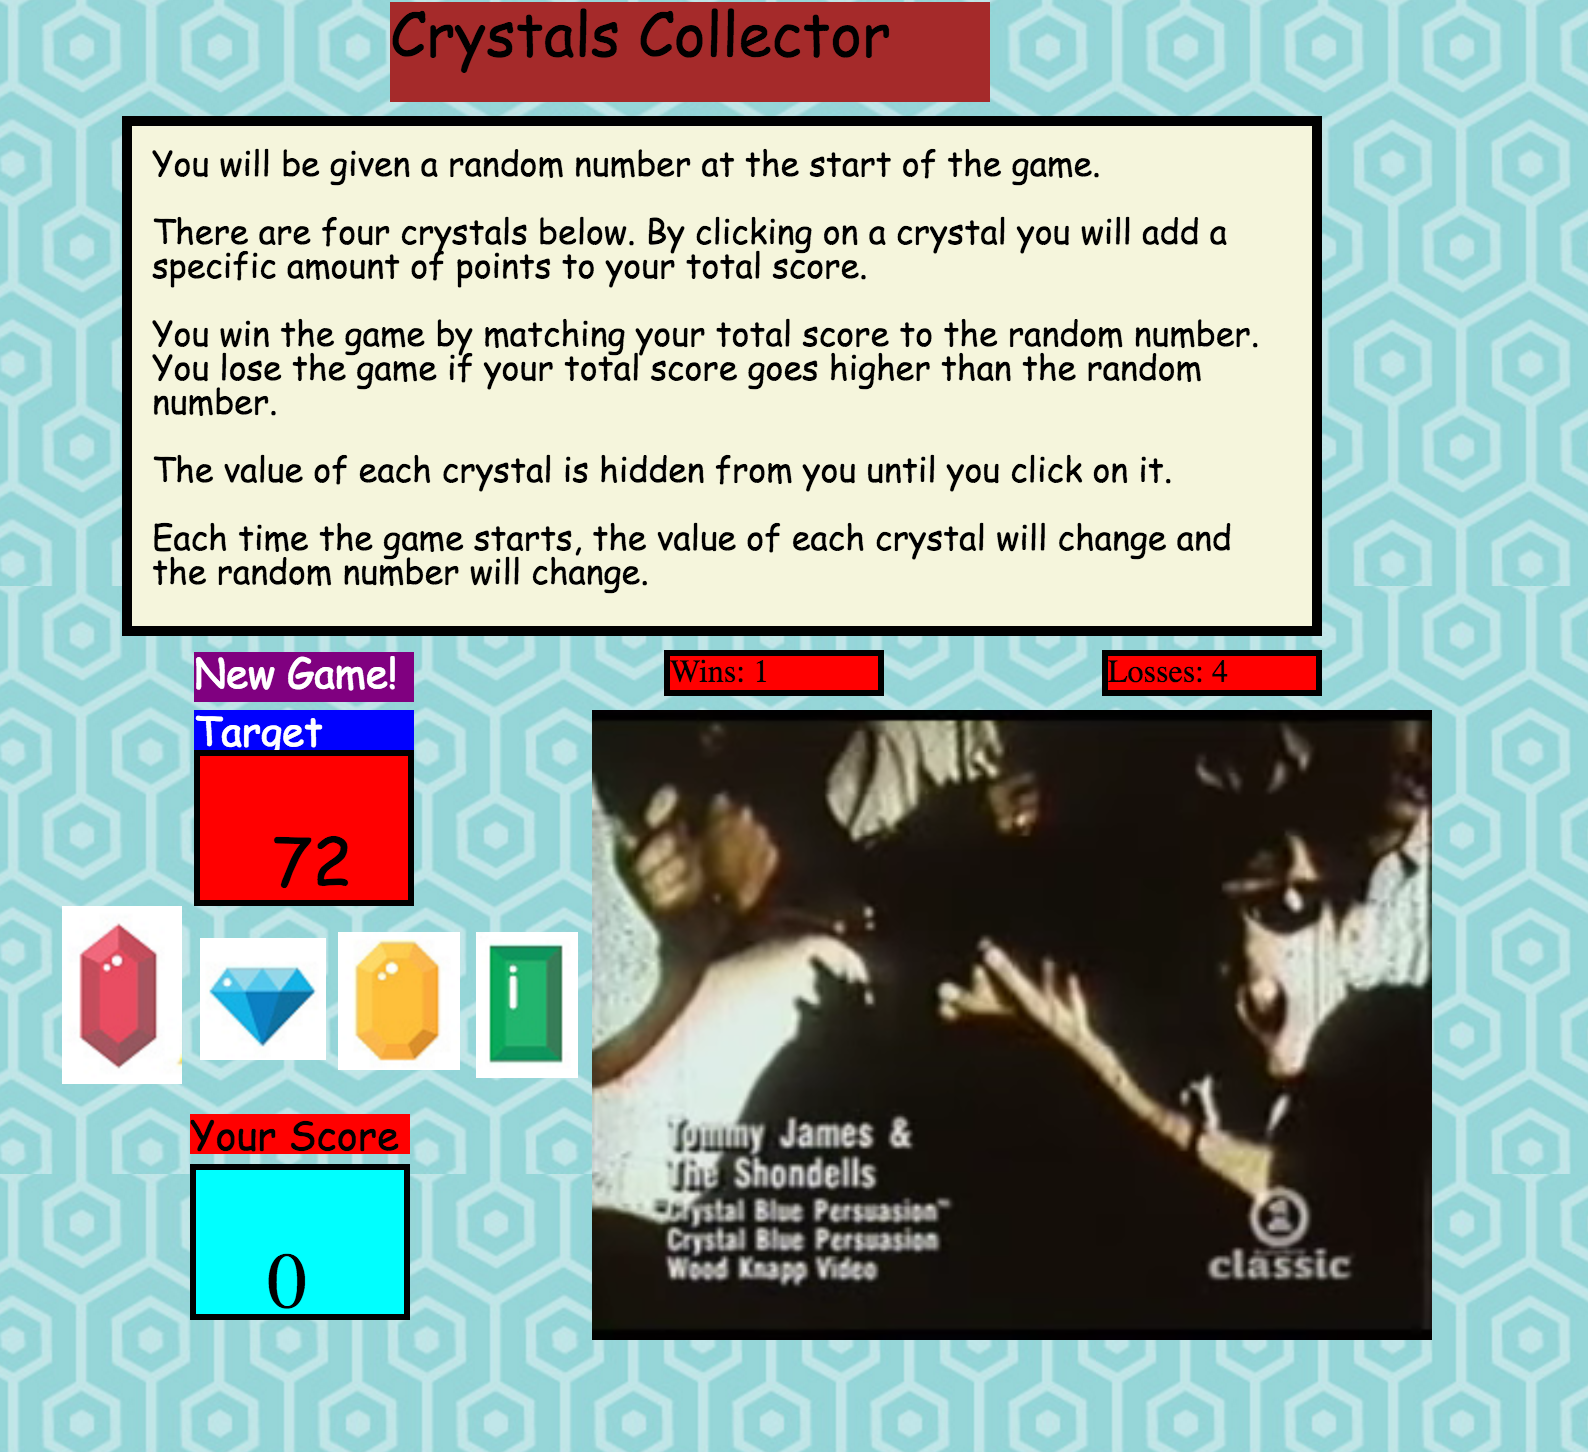 Crystals Collector
You will be given a random number at the start of the game.
There are four crystals below. By clicking on a crystal you will add a
specific amount of points to your total score.
You win the game by matching your total score to the random number.
You lose the game if your total score goes higher than the random
number.
The value of each crystal is hidden from you until you click on it.
Each time the game starts, the value of each crystal will change and
the random number will change.
New Game!
Wins: 1
Losses: 4
Target
72
Your Score
0
Tommy James &
The Shondells
"Crystal Blue Persuasion"
Crystal Blue Persuasion
Wood Knapp Video
classic